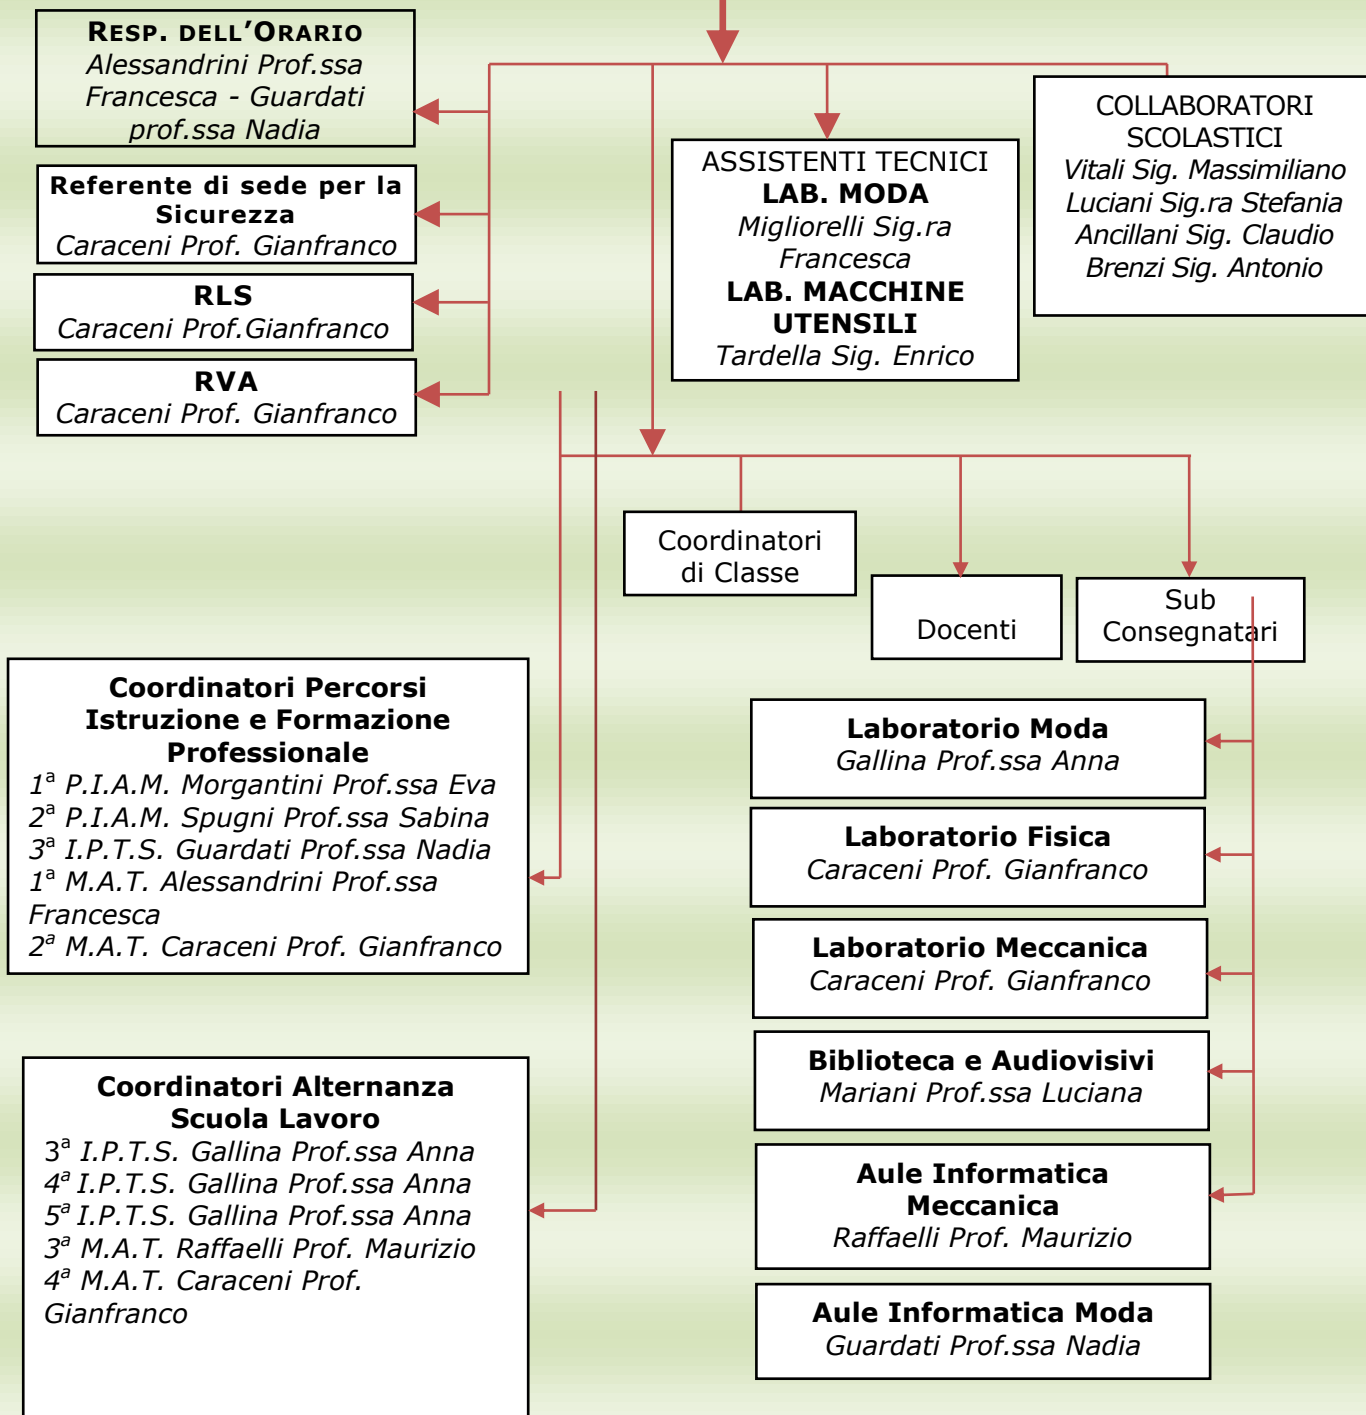 RESP. DELL'ORARIO
Alessandrini Prof.ssa
Francesca - Guardati
prof.ssa Nadia
Referente di sede per la
Sicurezza
Caraceni Prof. Gianfranco
RLS
Caraceni Prof.Gianfranco
RVA
Caraceni Prof. Gianfranco
ASSISTENTI TECNICI
LAB. MODA
Migliorelli Sig.ra
Francesca
LAB. MACCHINE
UTENSILI
Tardella Sig. Enrico
COLLABORATORI
SCOLASTICI
Vitali Sig. Massimiliano
Luciani Sig.ra Stefania
Ancillani Sig. Claudio
Brenzi Sig. Antonio
Coordinatori
di Classe
Docenti
Sub
Consegnatari
Coordinatori Percorsi
Istruzione e Formazione
Professionale
1ª P.I.A.M. Morgantini Prof.ssa Eva
2ª P.I.A.M. Spugni Prof.ssa Sabina
3ª I.P.T.S. Guardati Prof.ssa Nadia
1ª M.A.T. Alessandrini Prof.ssa
Francesca
2ª M.A.T. Caraceni Prof. Gianfranco
Coordinatori Alternanza
Scuola Lavoro
3ª I.P.T.S. Gallina Prof.ssa Anna
4ª I.P.T.S. Gallina Prof.ssa Anna
5ª I.P.T.S. Gallina Prof.ssa Anna
3ª M.A.T. Raffaelli Prof. Maurizio
4ª M.A.T. Caraceni Prof.
Gianfranco
Laboratorio Moda
Gallina Prof.ssa Anna
Laboratorio Fisica
Caraceni Prof. Gianfranco
Laboratorio Meccanica
Caraceni Prof. Gianfranco
Biblioteca e Audiovisivi
Mariani Prof.ssa Luciana
Aule Informatica
Meccanica
Raffaelli Prof. Maurizio
Aule Informatica Moda
Guardati Prof.ssa Nadia